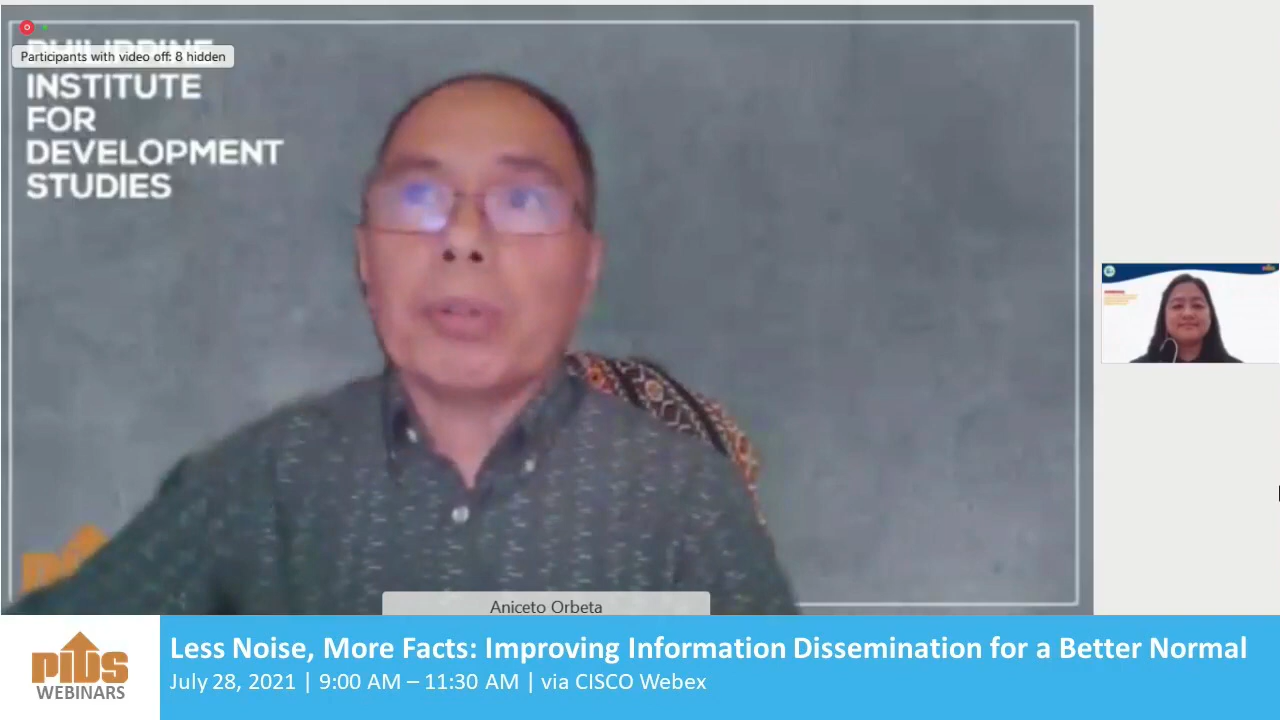 PHILIPPINE
Participants with video off: 8 hidden
INSTITUTE
FOR
DEVELOPMENT
STUDIES
Aniceto Orbeta
PIDS
WEBINARS
Less Noise, More Facts: Improving Information Dissemination for a Better Normal
July 28, 2021 | 9:00 AM – 11:30 AM | via CISCO Webex